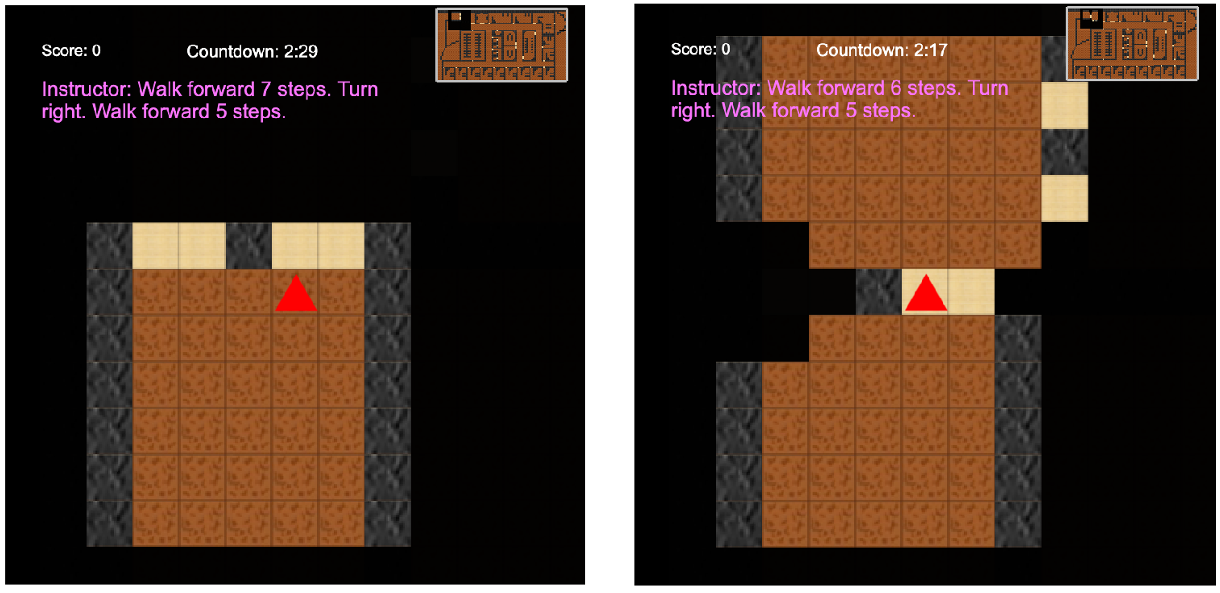 Score: 0 Countdown: 2:29
Instructor: Walk forward 7 steps. Turn
right. Walk forward 5 steps.
Score: 0 Countdown: 2:17
Instructor: Walk forward 6 steps. Turn
right. Walk forward 5 steps.